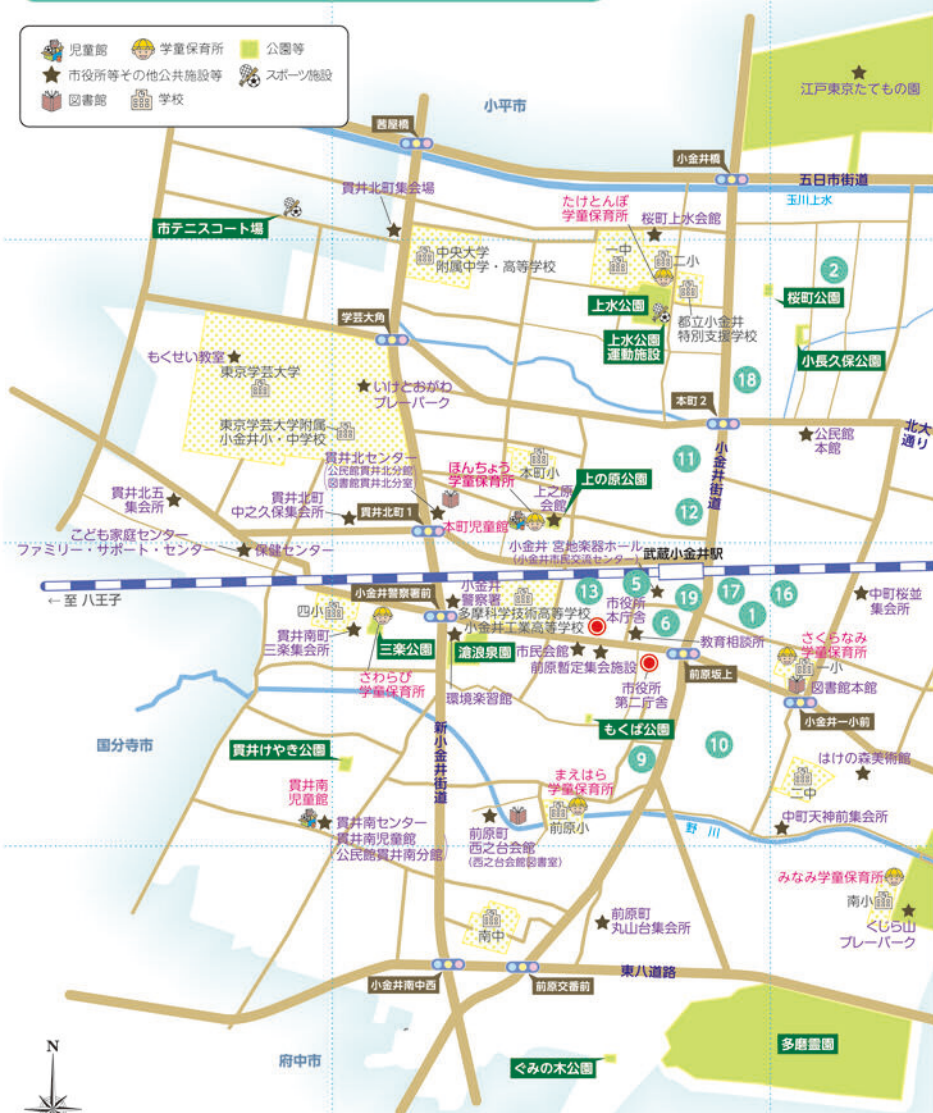 児童館
学童保育所
公園等
市役所等その他公共施設等
スポーツ施設
図書館
学校
小平市
江戸東京たてもの園
茜屋橋
小金井橋
五日市街道
玉川上水
貫井北町集会場
市テニスコート場
たけとんぼ
学童保育所
桜町上水会館
一中
二小
中央大学
附属中学・高等学校
2
桜町公園
上水公園
都立小金井
特別支援学校
上水公園
運動施設
小長久保公園
学芸大角
もくせい教室
東京学芸大学
いけとおがわ
プレーパーク
18
本町2
東京学芸大学附属
小金井小・中学校
公民館
本館
北大
通り
小金井街道
11
貫井北センター
公民館貫井北分館
図書館貫井北分室
ほんちょう
学童保育所
本町小
上の原公園
上之原
会館
貫井北五
集会所
貫井北町
中之久保集会所
貫井北町1
本町児童館
12
こども家庭センター
ファミリー・サポート・センター
保健センター
小金井 宮地楽器ホール
(小金井市民交流センター)
武蔵小金井駅
← 至 八王子
小金井警察署前
小金井
警察署
13
5
19
17
16
1
中町桜並
集会所
四小
多摩科学技術高等学校
小金井工業高等学校
市役所
本庁舎
6
貫井南町
三楽集会所
三楽公園
滄浪泉園
市民会館
前原暫定集会施設
教育相談所
さくらなみ
学童保育所
一小
さわらび
学童保育所
環境楽習館
市役所
第二庁舎
前原坂上
図書館本館
小金井一小前
国分寺市
新小金井街道
もくば公園
貫井けやき公園
9
10
はけの森美術館
まえはら
学童保育所
二中
貫井南
児童館
貫井南センター
貫井南児童館
公民館貫井南分館
前原町
西之台会館
(西之台会館図書室)
前原小
野川
中町天神前集会所
みなみ学童保育所
南小
くじら山
プレーパーク
南中
前原町
丸山台集会所
小金井南中西
前原交番前
東八道路
府中市
ぐみの木公園
多磨霊園
N